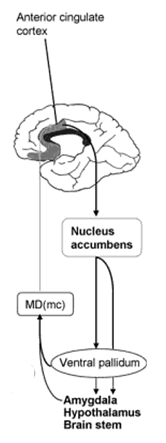 Anterior cingulate
cortex
Nucleus
accumbens
MD(mc)
Ventral pallidum
Amygdala
Hypothalamus
Brain stem